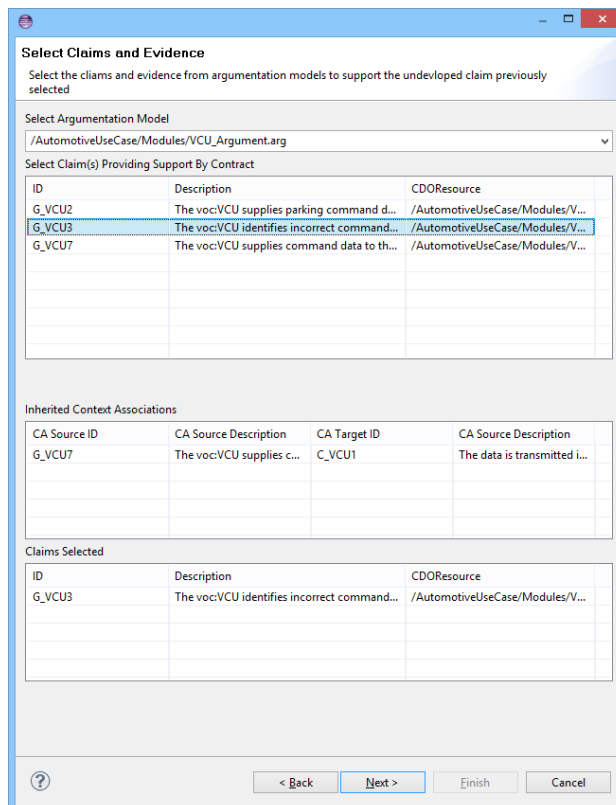 Select Claims and Evidence
Select the cliams and evidence from argumentation models to support the undevloped claim previously
selected
Select Argumentation Model
/AutomotiveUseCase/Modules/VCU_Argument.arg
Select Claim(s) Providing Support By Contract
ID Description CDOResource
G_VCU2 The voc:VCU supplies parking command d... /AutomotiveUseCase/Modules/V...
G_VCU3 The voc:VCU identifies incorrect command... /AutomotiveUseCase/Modules/V...
G_VCU7 The voc:VCU supplies command data to th... /AutomotiveUseCase/Modules/V...
Inherited Context Associations
CA Source ID CA Source Description CA Target ID CA Source Description
G_VCU7 The voc:VCU supplies c... C_VCU1 The data is transmitted i...
Claims Selected
ID Description CDOResource
G_VCU3 The voc:VCU identifies incorrect command... /AutomotiveUseCase/Modules/V...
? < Back Next > Finish Cancel